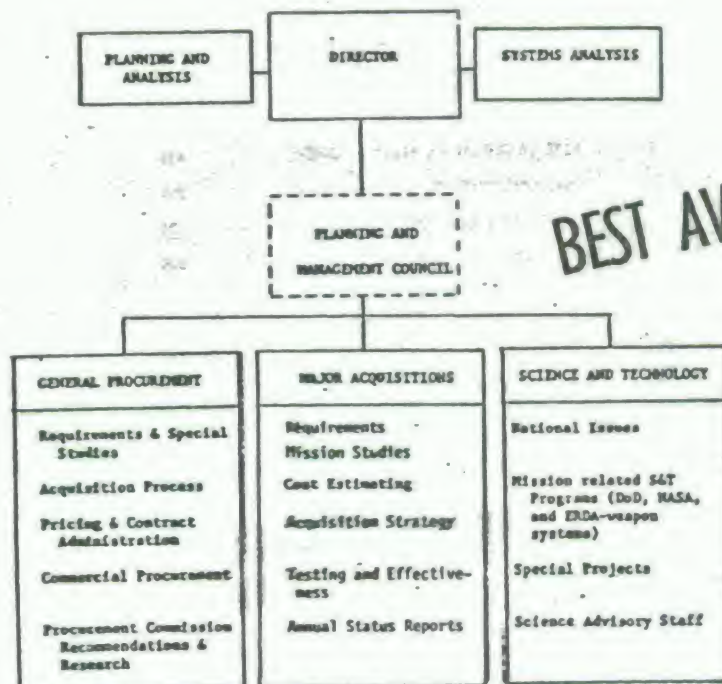 PLANNING AND
ANALYSIS
DIRECTOR
SYSTEMS ANALYSIS
PLANNING AND
MANAGEMENT COUNCIL
BEST AV
GENERAL PROCUREMENT
Requirements & Special
Studies
Acquisition Process
Pricing & Contract
Administration
Commercial Procurement
Procurement Commission
Recommendations &
Research
MAJOR ACQUISITIONS
Requirements
Mission Studies
Cost Estimating
Acquisition Strategy
Testing and Effective-
ness
Annual Status Reports
SCIENCE AND TECHNOLOGY
National Issues
Mission related S&T
Programs (DoD, NASA,
and ERDA-weapon
systems)
Special Projects
Science Advisory Staff